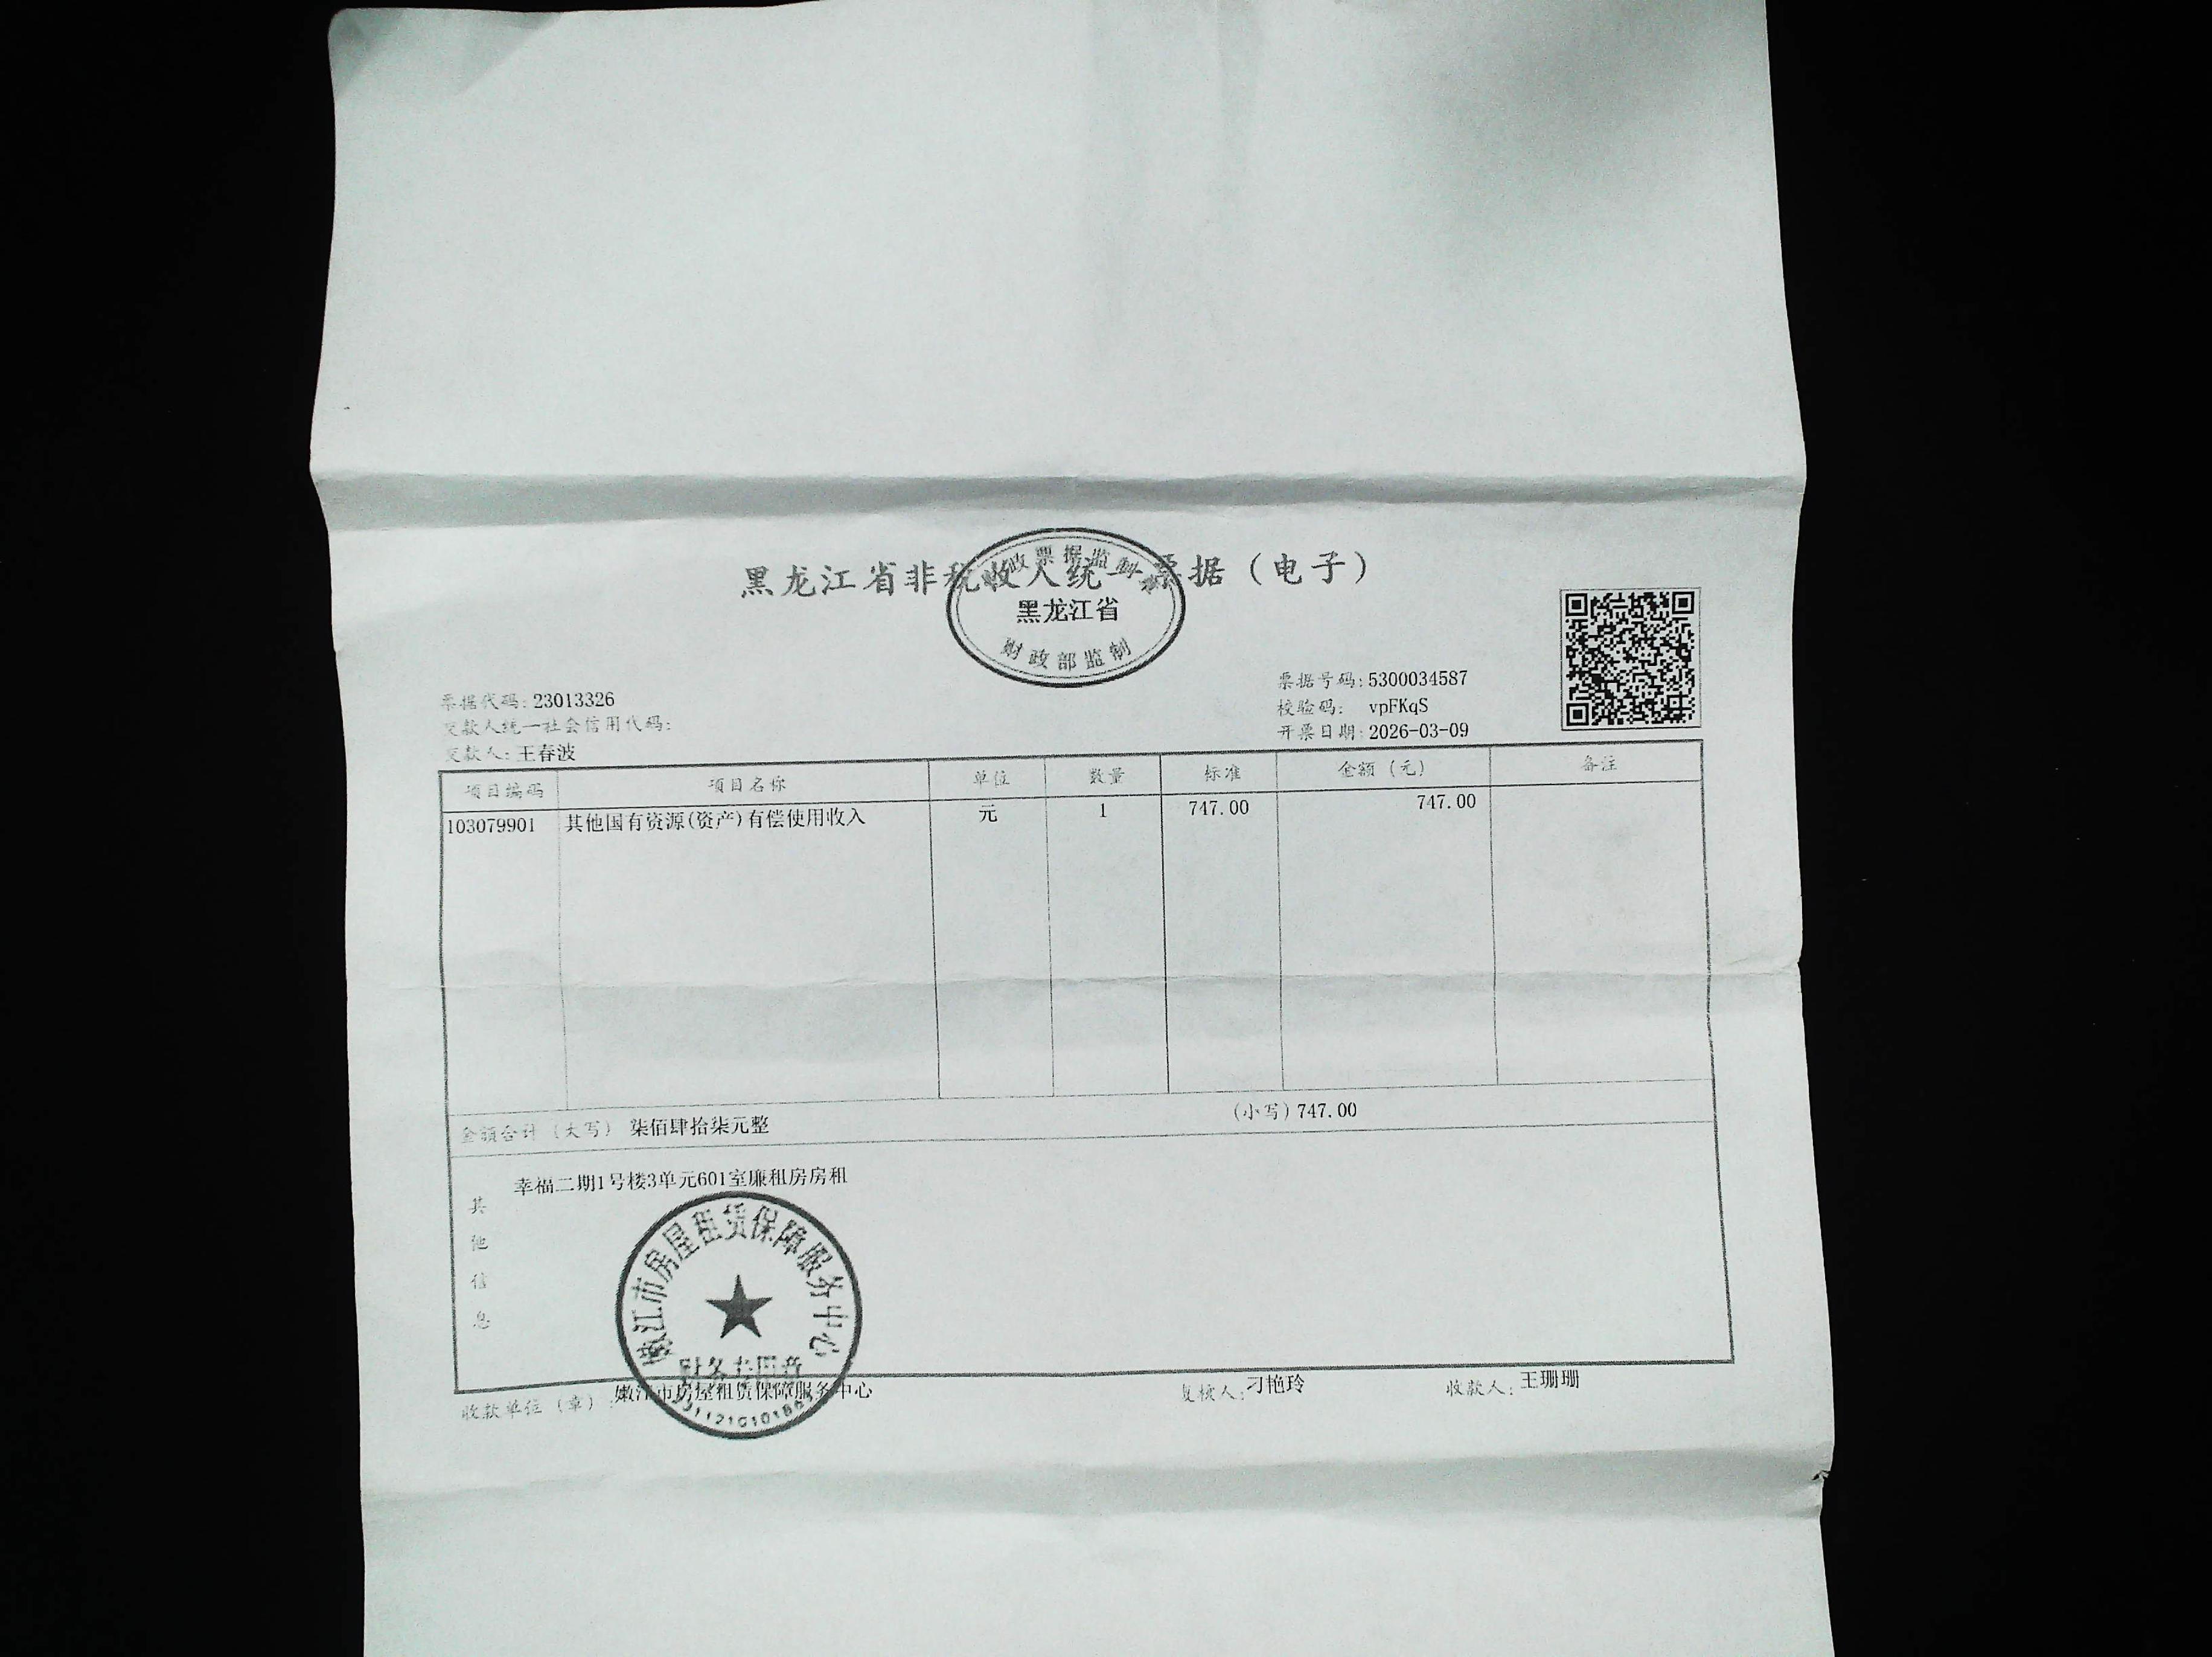 黑龙江省非税收入统一票据（电子）
财政票据监制章
黑龙江省
财政部监制
票据代码：23013326
票据号码：5300034587
交款人统一社会信用代码：
校验码： vpFKqS
交款人：王春波
开票日期：2026-03-09
项目编码 项目名称 单位 数量 标准 金额（元） 备注
103079901 其他国有资源(资产)有偿使用收入 元 1 747.00 747.00
金额合计（大写） 柒佰肆拾柒元整 （小写）747.00
其他信息
幸福二期1号楼3单元601室廉租房房租
嫩江市房屋租赁保障服务中心
财务专用章
收款单位（章）：嫩江市房屋租赁保障服务中心 复核人：刁艳玲 收款人：王珊珊